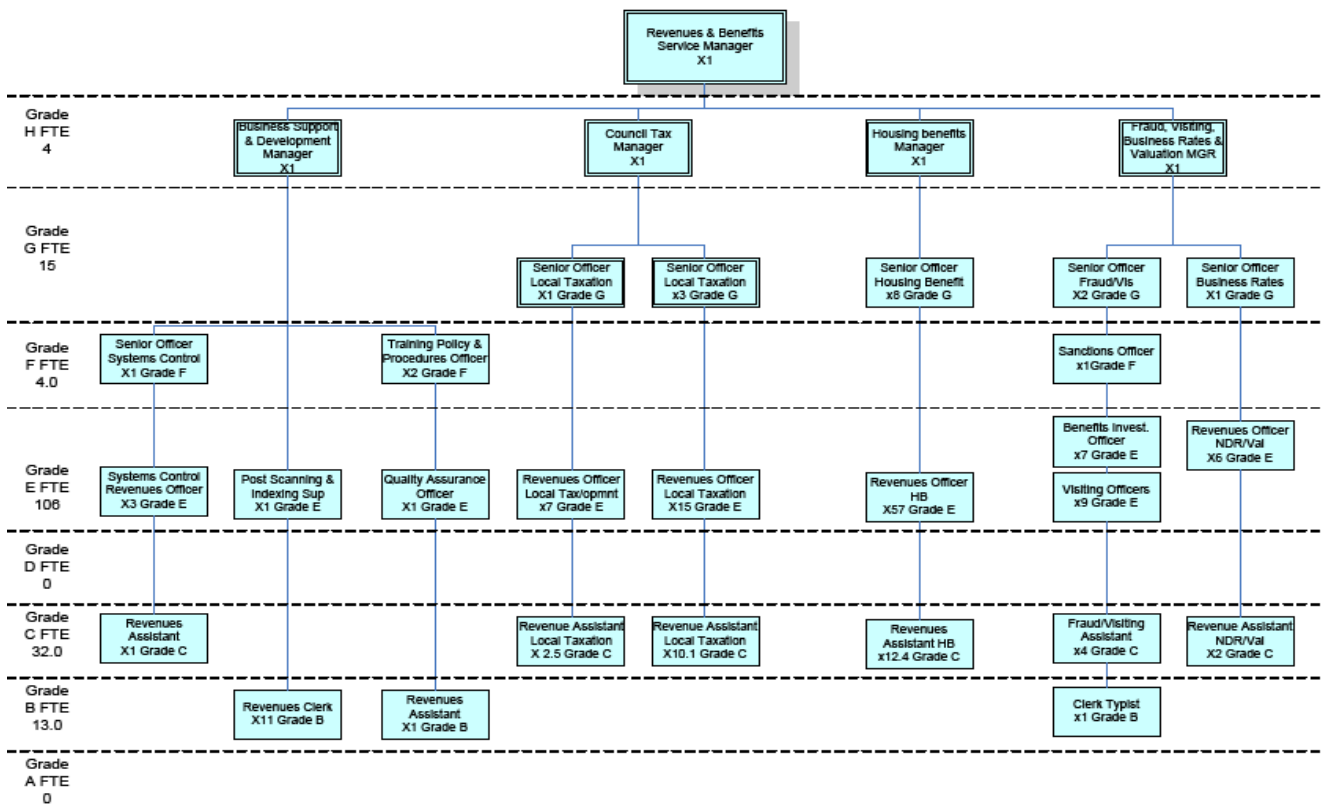 Revenues & Benefits
Service Manager
X1
Grade
H FTE
4
Business Support
& Development
Manager
X1
Council Tax
Manager
X1
Housing benefits
Manager
X1
Fraud, Visiting,
Business Rates &
Valuation MGR
X1
Grade
G FTE
15
Senior Officer
Local Taxation
X1 Grade G
Senior Officer
Local Taxation
x3 Grade G
Senior Officer
Housing Benefit
x8 Grade G
Senior Officer
Fraud/Vis
X2 Grade G
Senior Officer
Business Rates
X1 Grade G
Grade
F FTE
4.0
Senior Officer
Systems Control
X1 Grade F
Training Policy &
Procedures Officer
X2 Grade F
Sanctions Officer
x1Grade F
Grade
E FTE
106
Systems Control
Revenues Officer
X3 Grade E
Post Scanning &
Indexing Sup
X1 Grade E
Quality Assurance
Officer
X1 Grade E
Revenues Officer
Local Tax/opmnt
x7 Grade E
Revenues Officer
Local Taxation
X15 Grade E
Revenues Officer
HB
X57 Grade E
Benefits Invest.
Officer
x7 Grade E
Visiting Officers
x9 Grade E
Revenues Officer
NDR/Val
X6 Grade E
Grade
D FTE
0
Grade
C FTE
32.0
Revenues
Assistant
X1 Grade C
Revenue Assistant
Local Taxation
X 2.5 Grade C
Revenue Assistant
Local Taxation
X10.1 Grade C
Revenues
Assistant HB
x12.4 Grade C
Fraud/Visiting
Assistant
x4 Grade C
Revenue Assistant
NDR/Val
X2 Grade C
Grade
B FTE
13.0
Revenues Clerk
X11 Grade B
Revenues
Assistant
X1 Grade B
Clerk Typist
x1 Grade B
Grade
A FTE
0